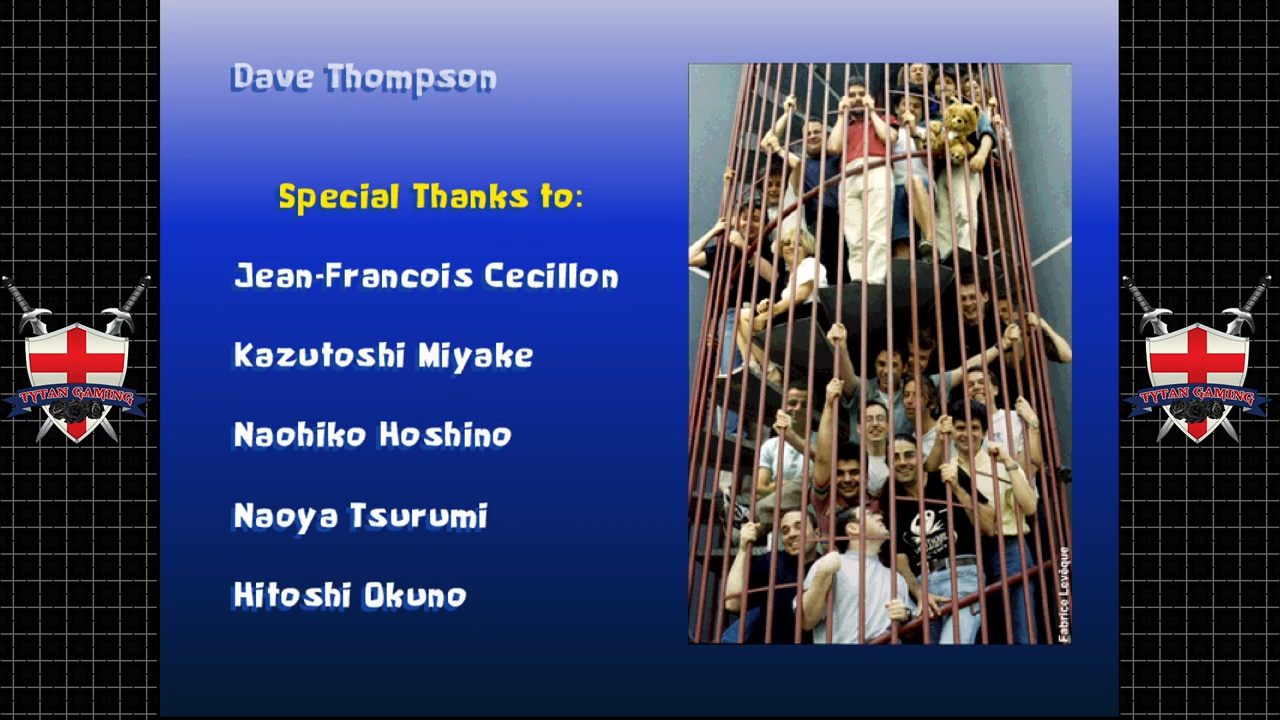 Dave Thompson
Special Thanks to:
Jean-Francois Cecillon
Kazutoshi Miyake
Naohiko Hoshino
Naoya Tsurumi
Hitoshi Okuno
Fabrice Levêque
TYTAN GAMING
TYTAN GAMING